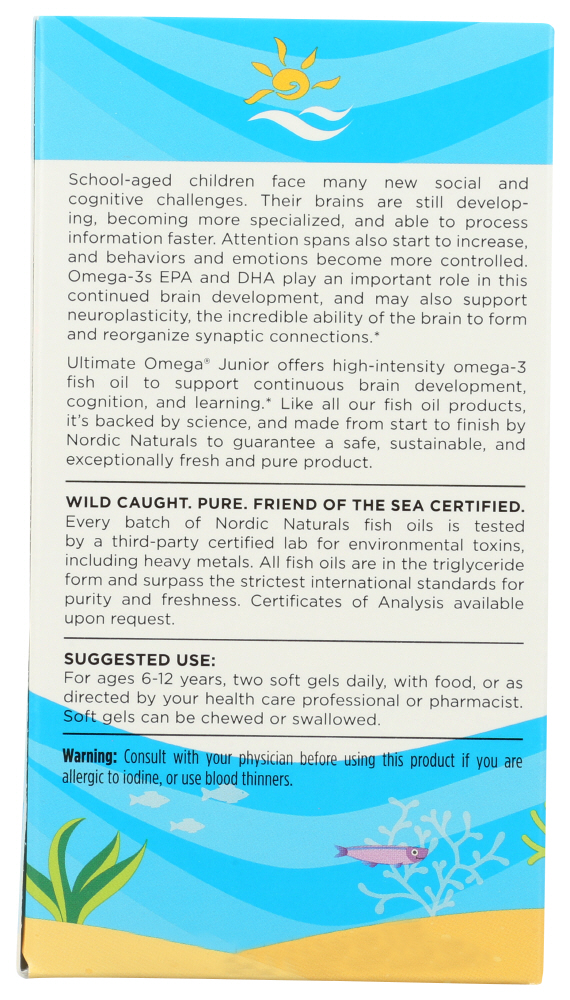 School-aged children face many new social and
cognitive challenges. Their brains are still develop-
ing, becoming more specialized, and able to process
information faster. Attention spans also start to increase,
and behaviors and emotions become more controlled.
Omega-3s EPA and DHA play an important role in this
continued brain development, and may also support
neuroplasticity, the incredible ability of the brain to form
and reorganize synaptic connections.*
Ultimate Omega® Junior offers high-intensity omega-3
fish oil to support continuous brain development,
cognition, and learning.* Like all our fish oil products,
it's backed by science, and made from start to finish by
Nordic Naturals to guarantee a safe, sustainable, and
exceptionally fresh and pure product.
WILD CAUGHT. PURE. FRIEND OF THE SEA CERTIFIED.
Every batch of Nordic Naturals fish oils is tested
by a third-party certified lab for environmental toxins,
including heavy metals. All fish oils are in the triglyceride
form and surpass the strictest international standards for
purity and freshness. Certificates of Analysis available
upon request.
SUGGESTED USE:
For ages 6-12 years, two soft gels daily, with food, or as
directed by your health care professional or pharmacist.
Soft gels can be chewed or swallowed.
Warning: Consult with your physician before using this product if you are
allergic to iodine, or use blood thinners.